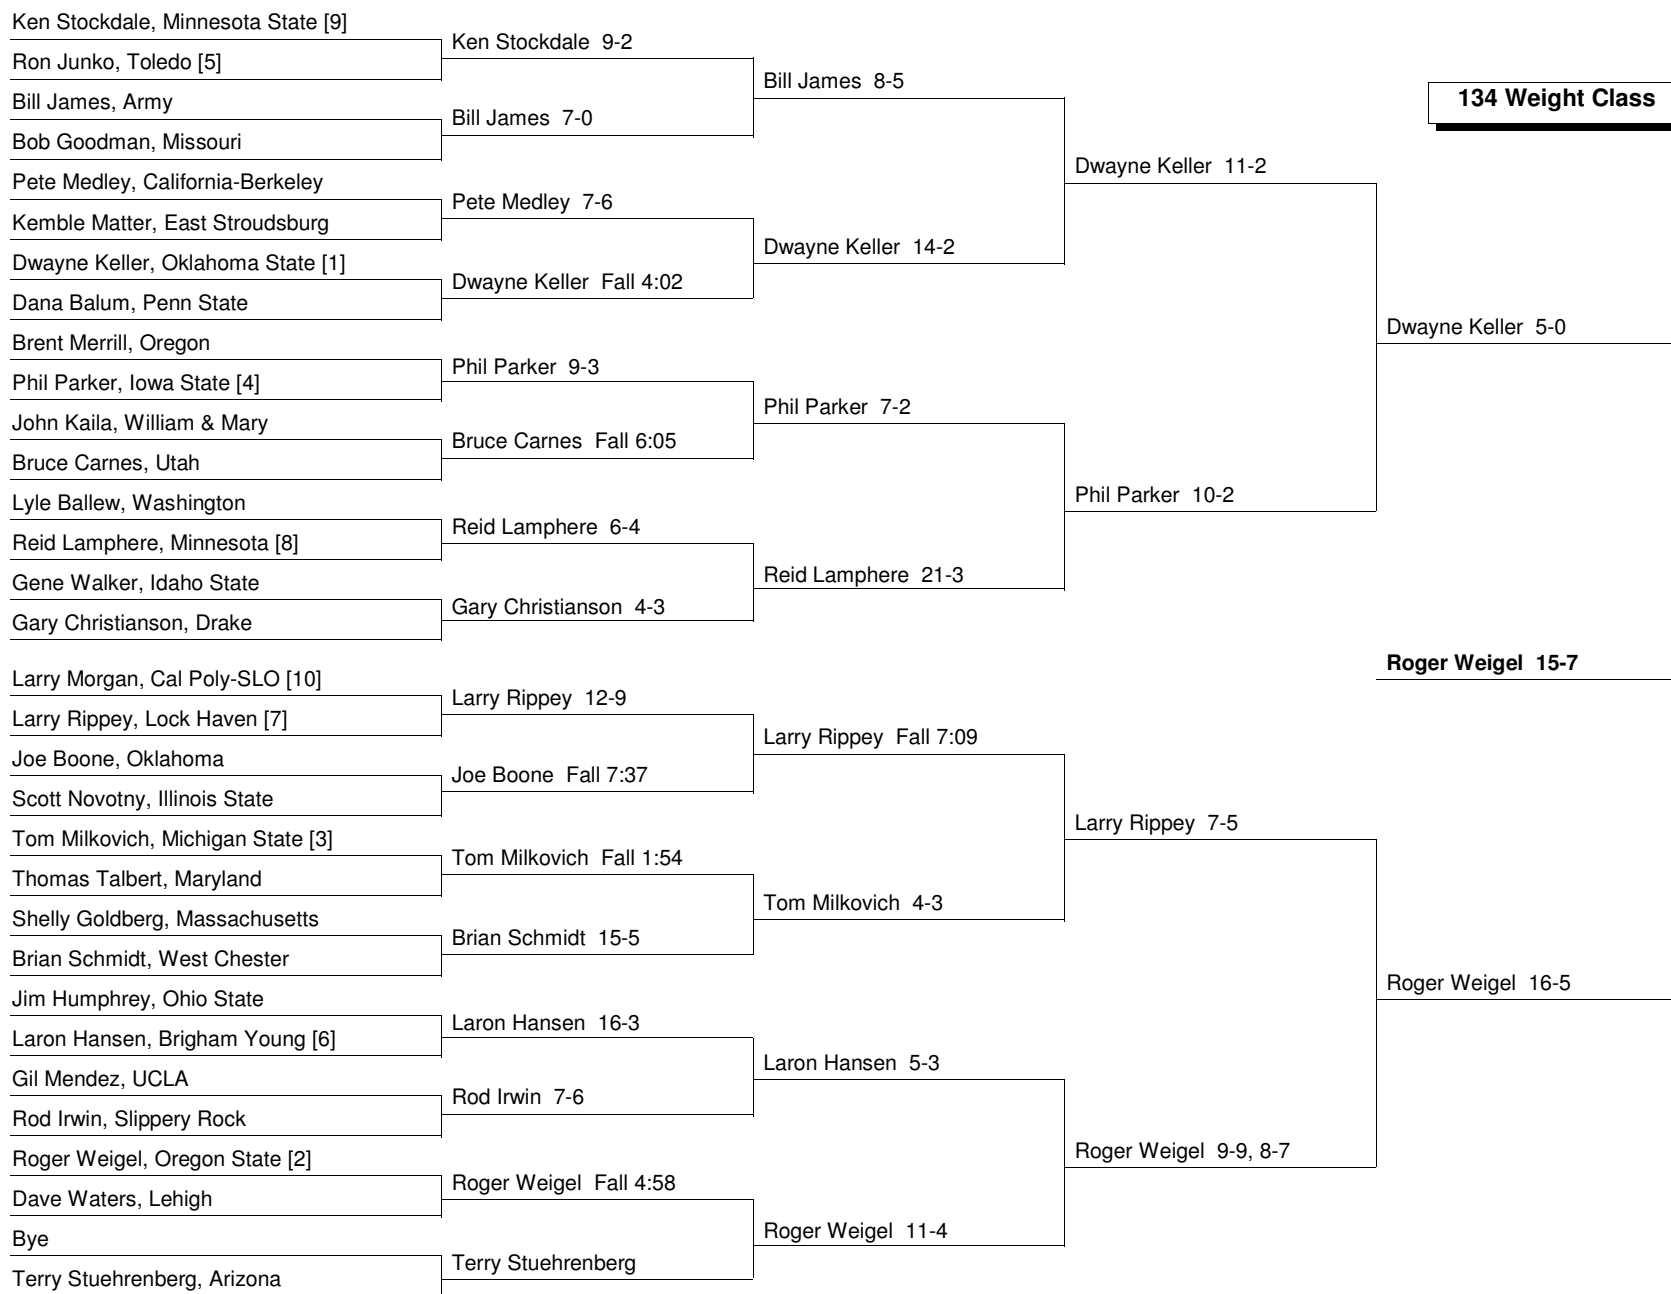 Ken Stockdale, Minnesota State [9]
Ron Junko, Toledo [5]
Bill James, Army
Bob Goodman, Missouri
Pete Medley, California-Berkeley
Kemble Matter, East Stroudsburg
Dwayne Keller, Oklahoma State [1]
Dana Balum, Penn State
Brent Merrill, Oregon
Phil Parker, Iowa State [4]
John Kaila, William & Mary
Bruce Carnes, Utah
Lyle Ballew, Washington
Reid Lamphere, Minnesota [8]
Gene Walker, Idaho State
Gary Christianson, Drake
Larry Morgan, Cal Poly-SLO [10]
Larry Rippey, Lock Haven [7]
Joe Boone, Oklahoma
Scott Novotny, Illinois State
Tom Milkovich, Michigan State [3]
Thomas Talbert, Maryland
Shelly Goldberg, Massachusetts
Brian Schmidt, West Chester
Jim Humphrey, Ohio State
Laron Hansen, Brigham Young [6]
Gil Mendez, UCLA
Rod Irwin, Slippery Rock
Roger Weigel, Oregon State [2]
Dave Waters, Lehigh
Bye
Terry Stuehrenberg, Arizona
Ken Stockdale 9-2
Bill James 7-0
Pete Medley 7-6
Dwayne Keller Fall 4:02
Phil Parker 9-3
Bruce Carnes Fall 6:05
Reid Lamphere 6-4
Gary Christianson 4-3
Larry Rippey 12-9
Joe Boone Fall 7:37
Tom Milkovich Fall 1:54
Brian Schmidt 15-5
Laron Hansen 16-3
Rod Irwin 7-6
Roger Weigel Fall 4:58
Terry Stuehrenberg
Bill James 8-5
Dwayne Keller 14-2
Phil Parker 7-2
Reid Lamphere 21-3
Larry Rippey Fall 7:09
Tom Milkovich 4-3
Laron Hansen 5-3
Roger Weigel 11-4
Dwayne Keller 11-2
Phil Parker 10-2
Larry Rippey 7-5
Roger Weigel 9-9, 8-7
134 Weight Class
Dwayne Keller 5-0
Roger Weigel 15-7
Roger Weigel 16-5